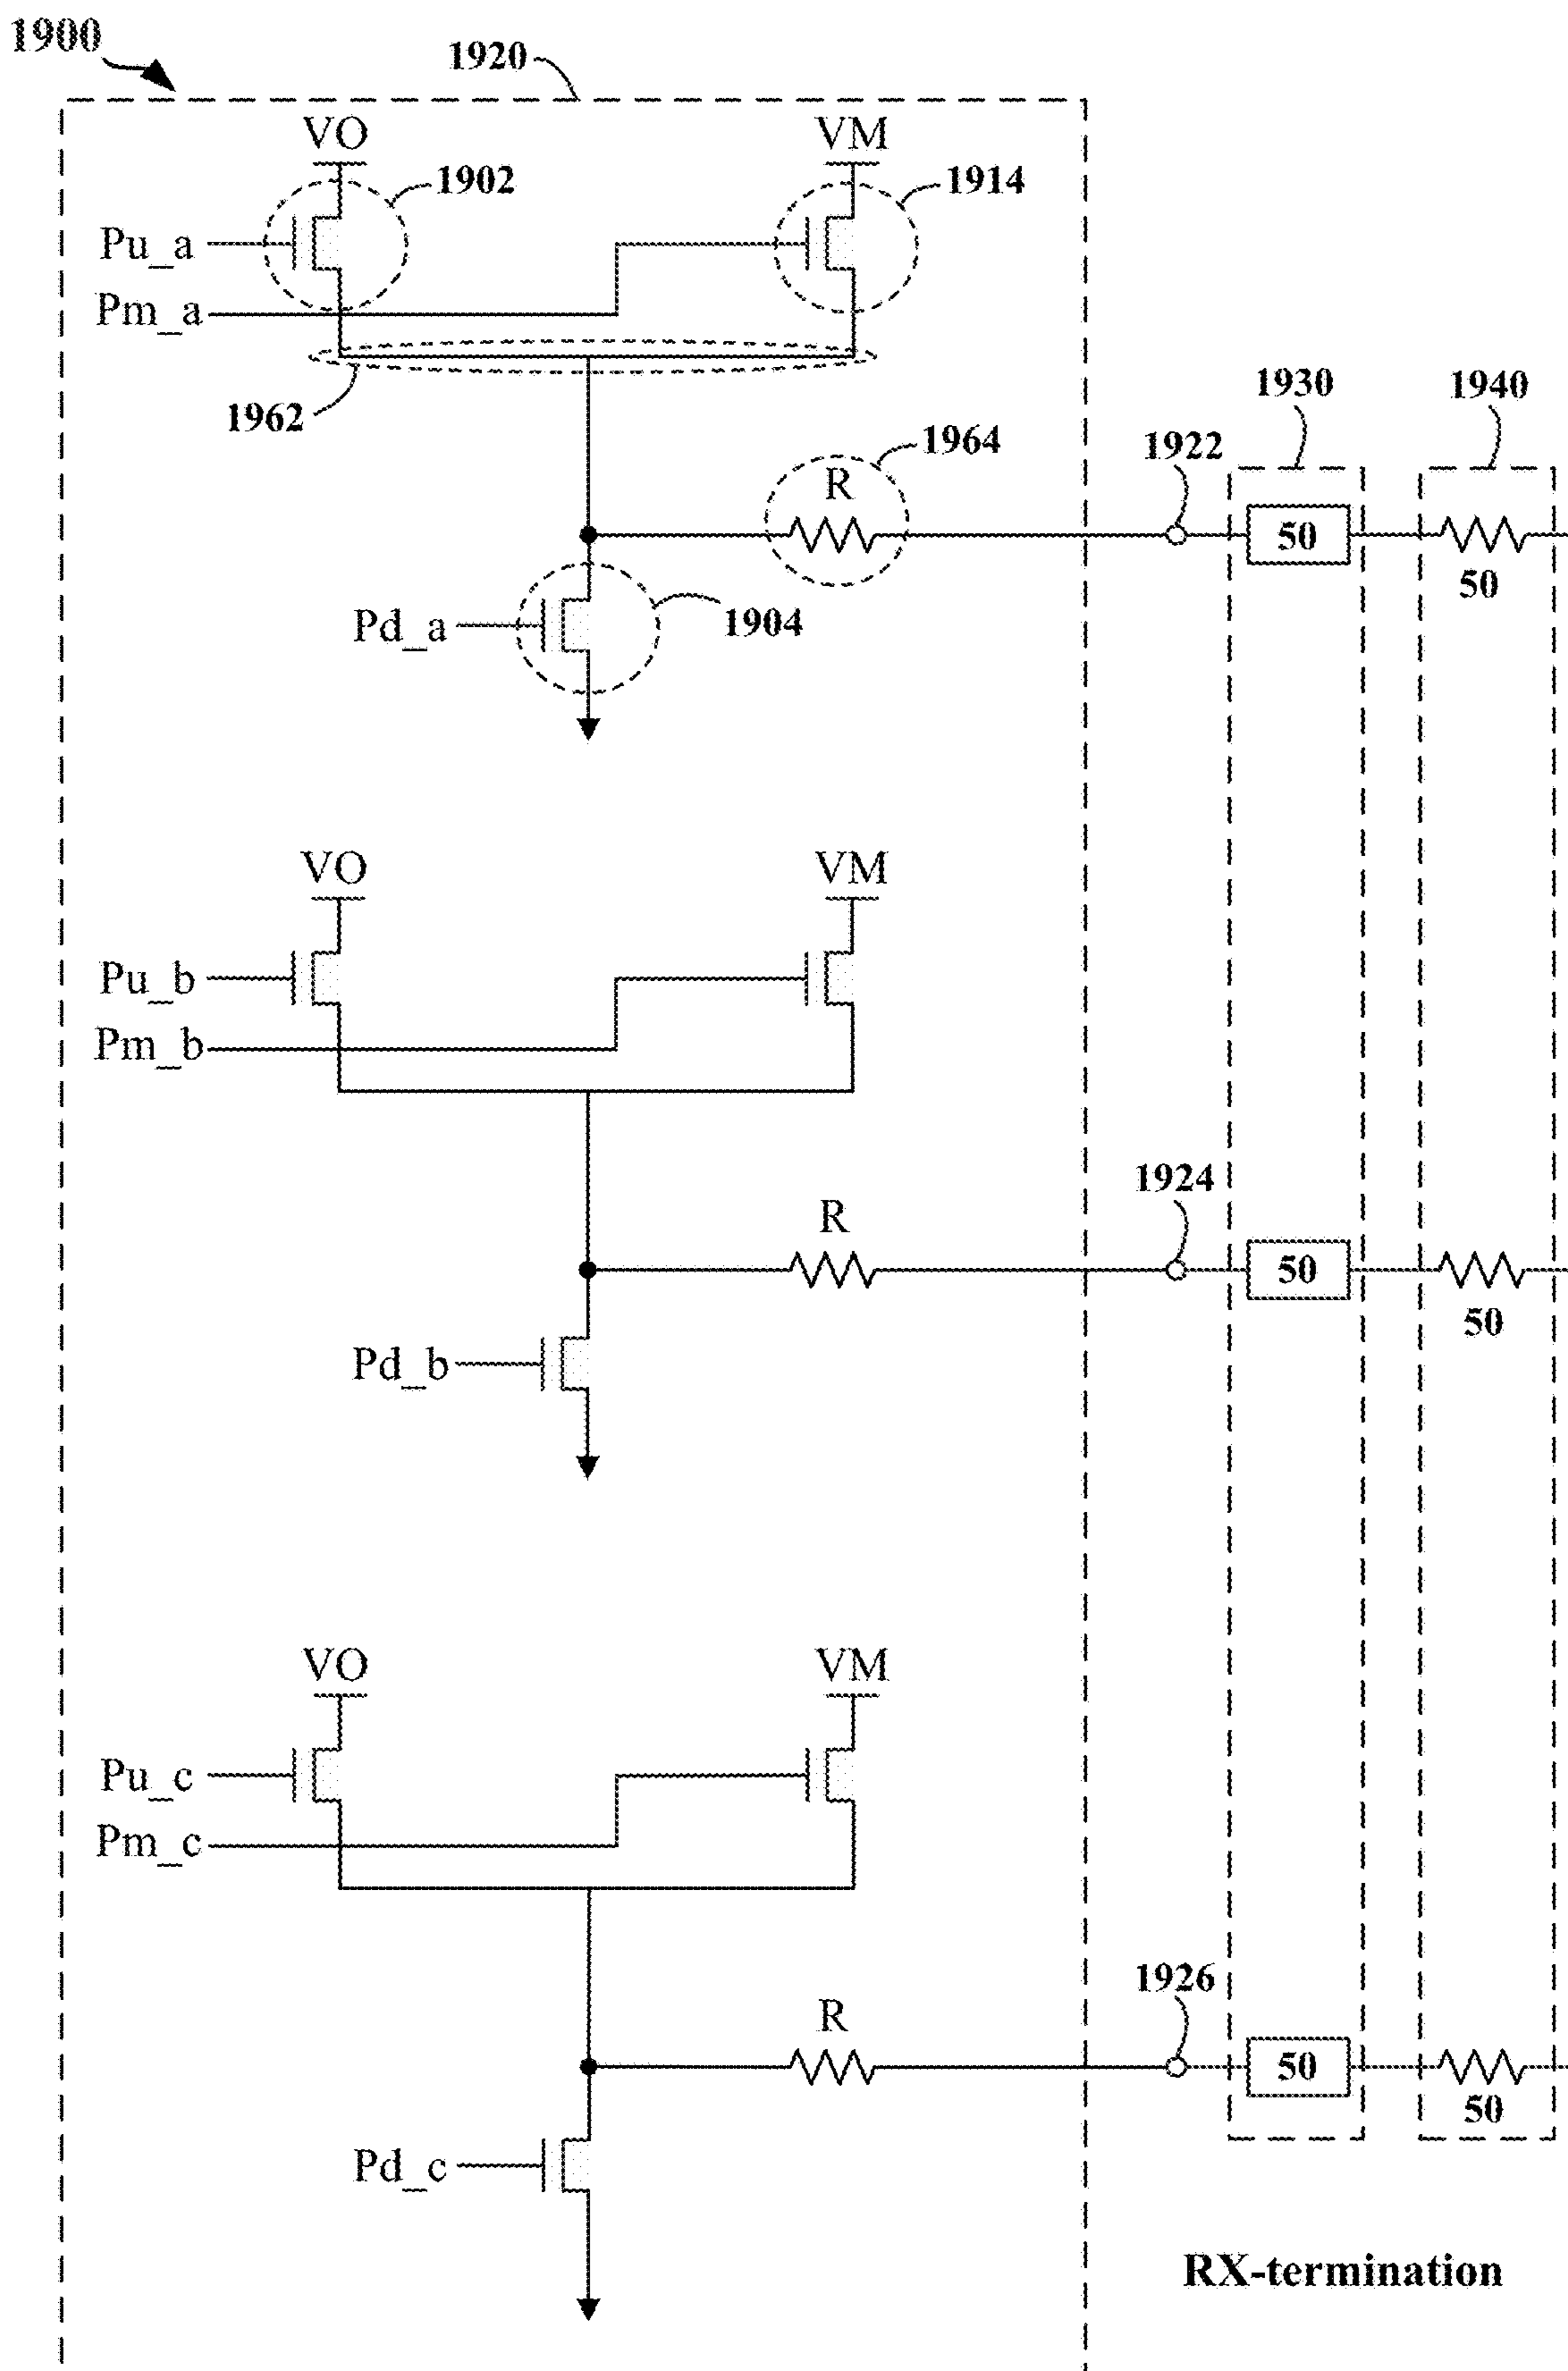 1900
1920
VO
VM
1902
1914
Pu_a
Pm_a
1962
1930
1940
1964
1922
R
50
50
Pd_a
1904
VO
VM
Pu_b
Pm_b
1924
R
50
50
Pd_b
VO
VM
Pu_c
Pm_c
1926
R
50
50
Pd_c
RX-termination